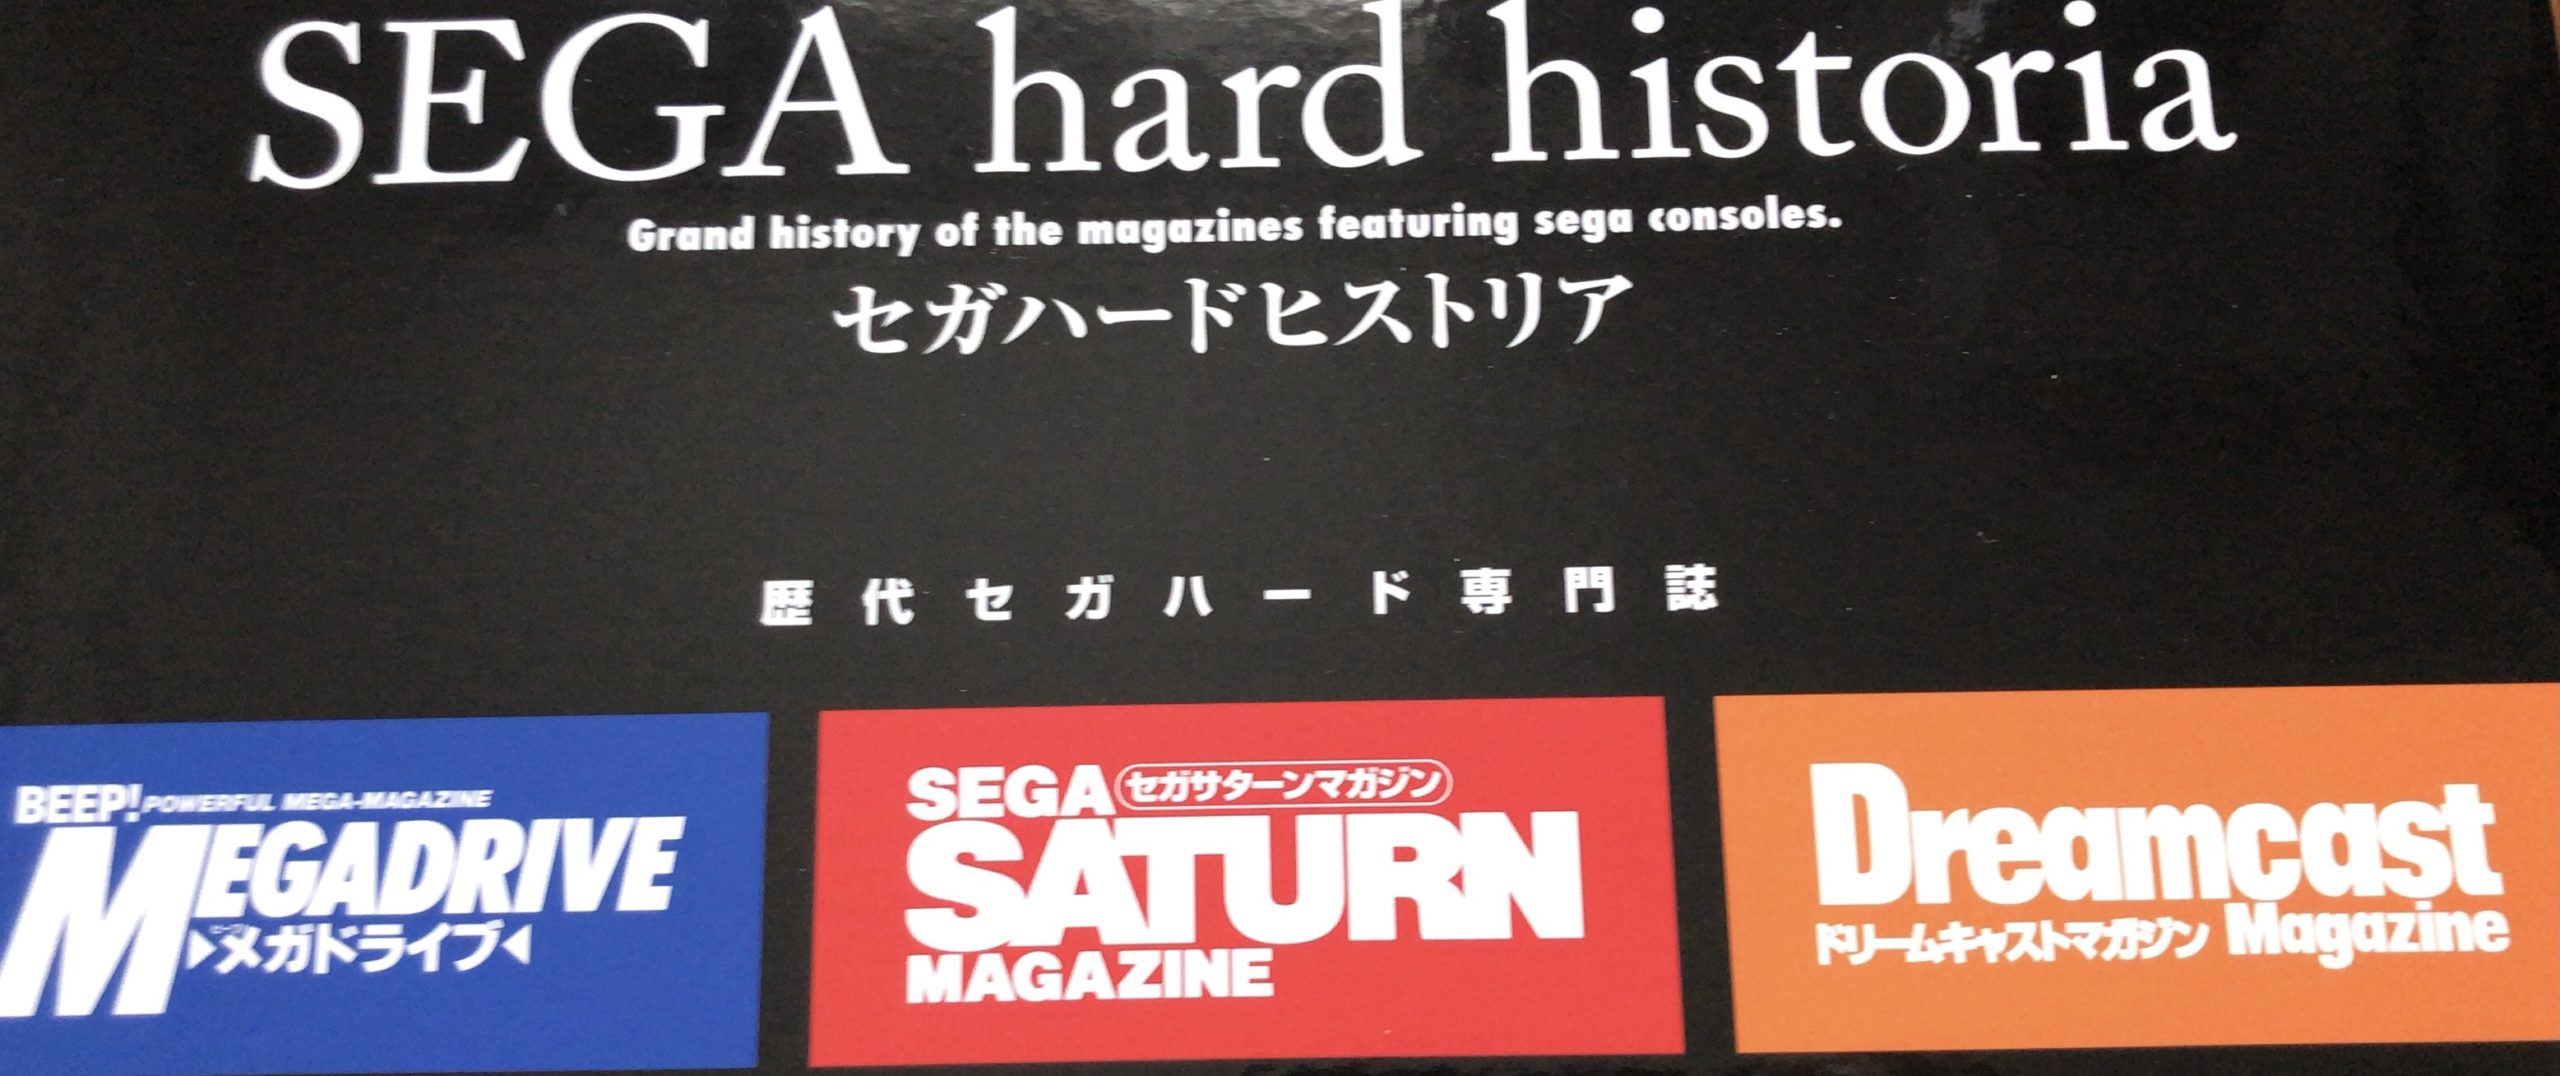 SEGA hard historia
Grand history of the magazines featuring sega consoles.
セガハードヒストリア
歴代セガハード専門誌
BEEP! POWERFUL MEGA-MAGAZINE
MEGADRIVE
メガドライブ
SEGA セガサターンマガジン
SATURN
MAGAZINE
Dreamcast
ドリームキャストマガジン Magazine